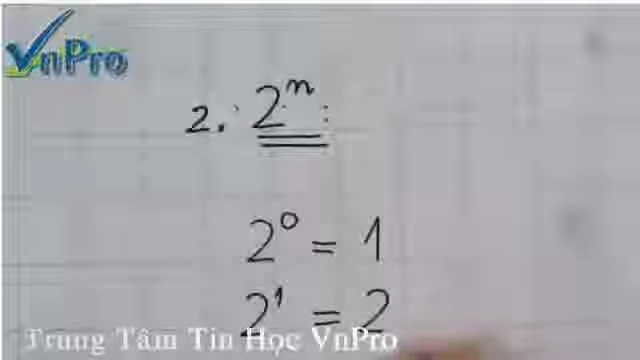 VnPro
2. 2ⁿ :
2⁰ = 1
2¹ = 2
Trung Tâm Tin Học VnPro